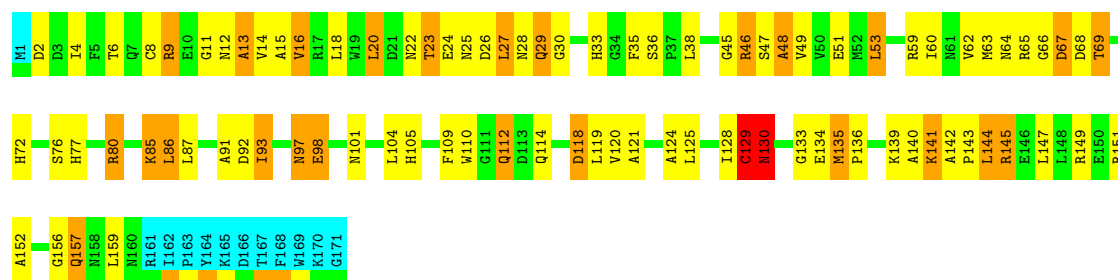 M1 D2 D3 I4 F5 T6 Q7 C8 R9 E10 G11 N12 A13 V14 A15 V16 R17 L18 W19 L20 D21 N22 T23 E24 N25 D26 L27 N28 Q29 G30 H33 G34 F35 S36 P37 L38 G45 R46 S47 A48 V49 V50 E51 M52 L53 R59 I60 N61 V62 M63 N64 R65 G66 D67 D68 T69
H72 S76 H77 R80 K85 L86 L87 A91 D92 I93 N97 E98 N101 L104 H105 F109 W110 G111 Q112 D113 Q114 D118 L119 V120 A121 A124 L125 I128 C129 N130 G133 E134 M135 P136 K139 A140 K141 A142 P143 L144 R145 E146 L147 L148 R149 E150 R151
A152 G156 Q157 N158 L159 N160 R161 I162 P163 Y164 K165 D166 T167 F168 W169 K170 G171